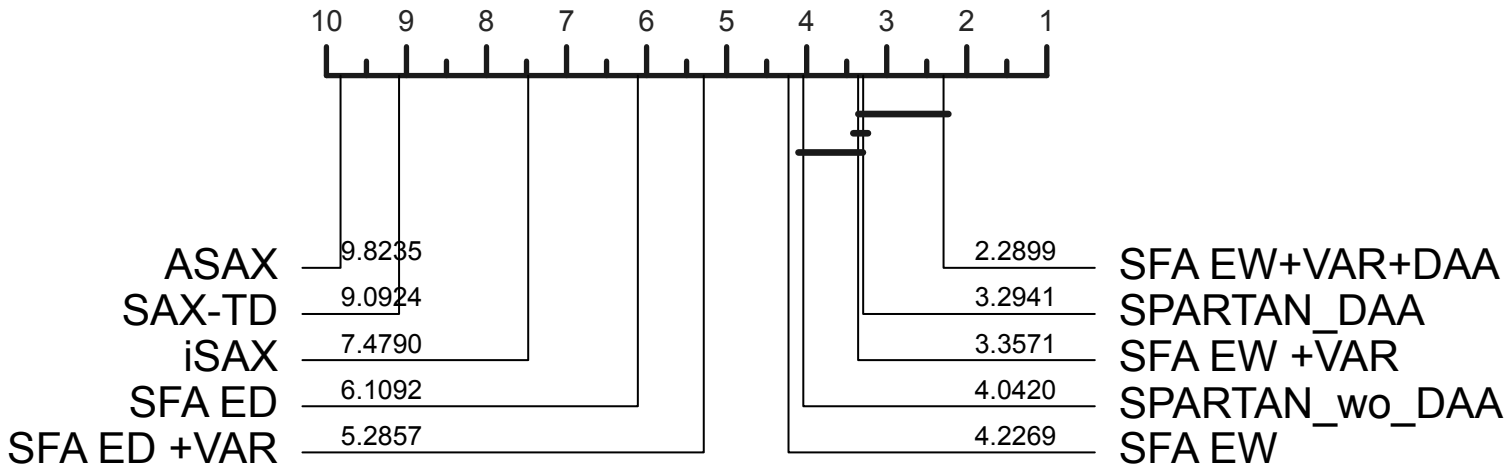 10 9 8 7 6 5 4 3 2 1
ASAX 9.8235 2.2899 SFA EW+VAR+DAA
SAX-TD 9.0924 3.2941 SPARTAN_DAA
iSAX 7.4790 3.3571 SFA EW +VAR
SFA ED 6.1092 4.0420 SPARTAN_wo_DAA
SFA ED +VAR 5.2857 4.2269 SFA EW